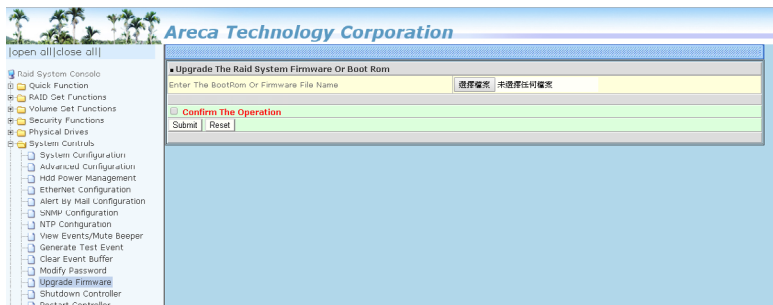 Areca Technology Corporation
|open all|close all|
Raid System Console
Quick Function
RAID Set Functions
Volume Set Functions
Security Functions
Physical Drives
System Controls
System Configuration
Advanced Configuration
Hdd Power Management
EtherNet Configuration
Alert By Mail Configuration
SNMP Configuration
NTP Configuration
View Events/Mute Beeper
Generate Test Event
Clear Event Buffer
Modify Password
Upgrade Firmware
Shutdown Controller
Restart Controller
Upgrade The Raid System Firmware Or Boot Rom
Enter The BootRom Or Firmware File Name 選擇檔案 未選擇任何檔案
Confirm The Operation
Submit Reset